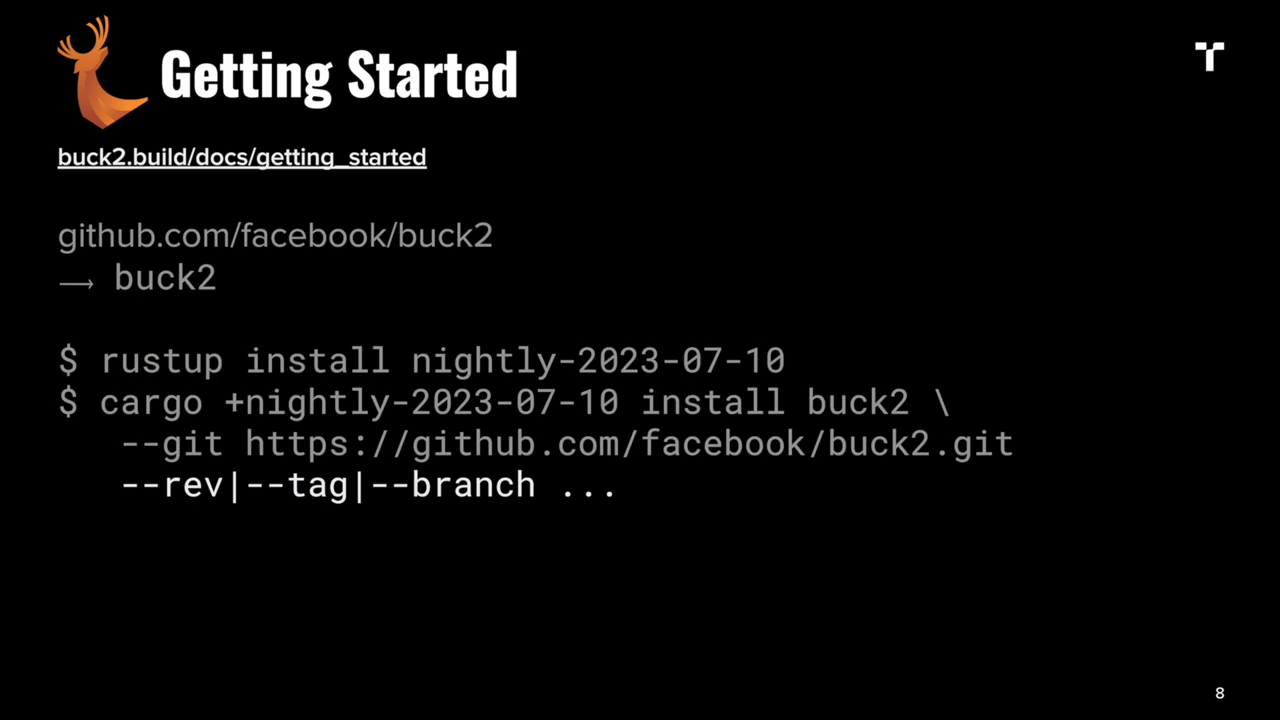 Getting Started
buck2.build/docs/getting_started
github.com/facebook/buck2
⟶ buck2
$ rustup install nightly-2023-07-10
$ cargo +nightly-2023-07-10 install buck2 \
--git https://github.com/facebook/buck2.git
--rev|--tag|--branch ...
8